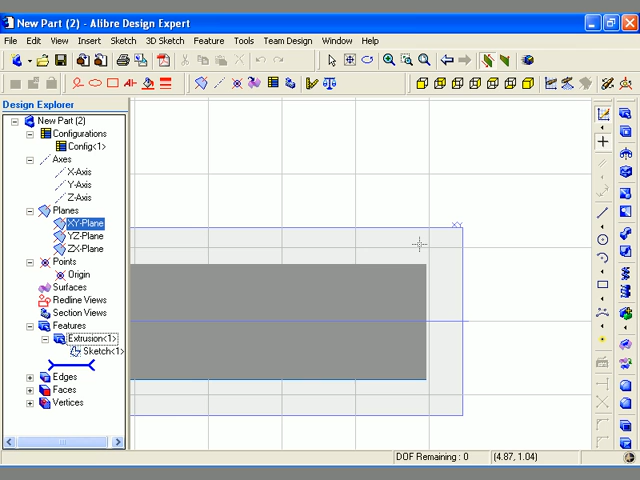 New Part (2) - Alibre Design Expert
File Edit View Insert Sketch 3D Sketch Feature Tools Team Design Window Help
Design Explorer
New Part (2)
Configurations
Config<1>
Axes
X-Axis
Y-Axis
Z-Axis
Planes
XY-Plane
YZ-Plane
ZX-Plane
Points
Origin
Surfaces
Redline Views
Section Views
Features
Extrusion<1>
Sketch<1>
Edges
Faces
Vertices
XY
DOF Remaining : 0 (4.87, 1.04)